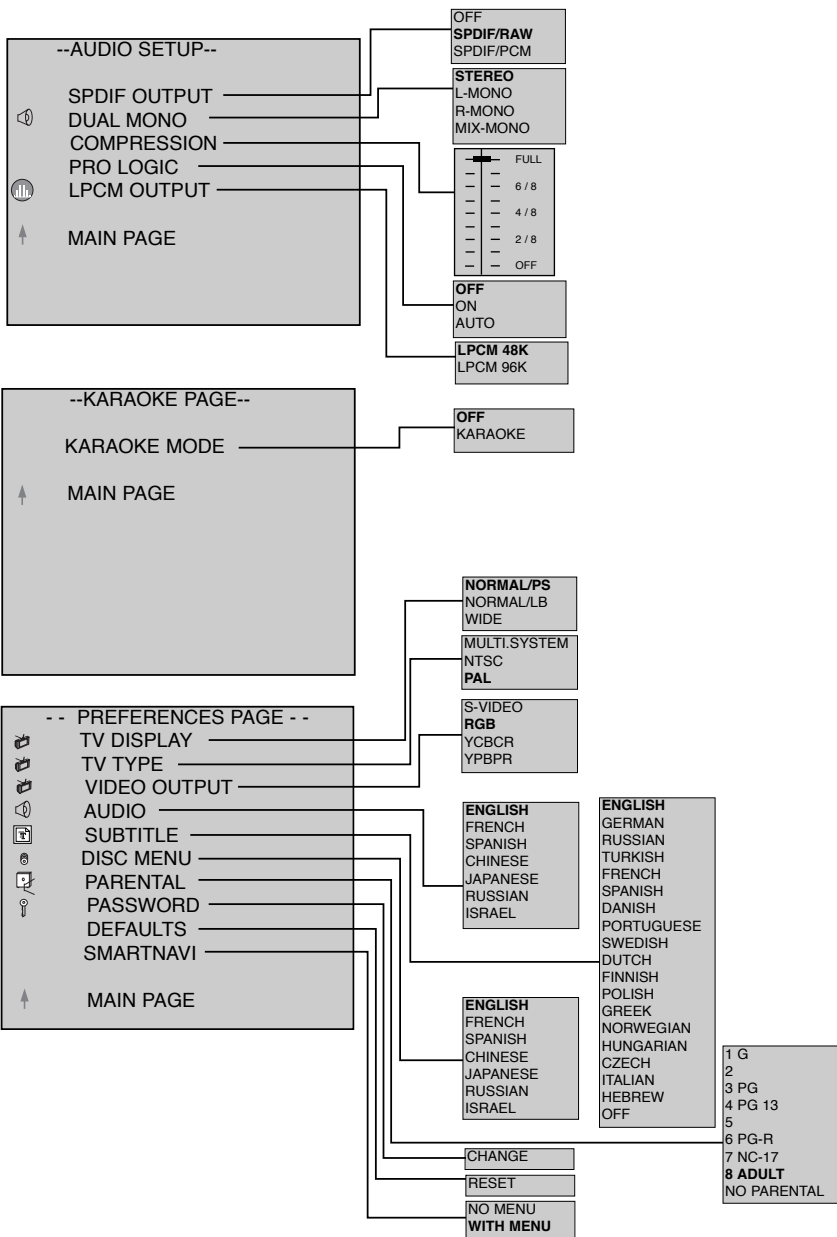 --AUDIO SETUP--
SPDIF OUTPUT
DUAL MONO
COMPRESSION
PRO LOGIC
LPCM OUTPUT
MAIN PAGE
OFF
SPDIF/RAW
SPDIF/PCM
STEREO
L-MONO
R-MONO
MIX-MONO
FULL
6 / 8
4 / 8
2 / 8
OFF
OFF
ON
AUTO
LPCM 48K
LPCM 96K
--KARAOKE PAGE--
KARAOKE MODE
MAIN PAGE
OFF
KARAOKE
- - PREFERENCES PAGE - -
TV DISPLAY
TV TYPE
VIDEO OUTPUT
AUDIO
SUBTITLE
DISC MENU
PARENTAL
PASSWORD
DEFAULTS
SMARTNAVI
MAIN PAGE
NORMAL/PS
NORMAL/LB
WIDE
MULTI.SYSTEM
NTSC
PAL
S-VIDEO
RGB
YCBCR
YPBPR
ENGLISH
FRENCH
SPANISH
CHINESE
JAPANESE
RUSSIAN
ISRAEL
ENGLISH
GERMAN
RUSSIAN
TURKISH
FRENCH
SPANISH
DANISH
PORTUGUESE
SWEDISH
DUTCH
FINNISH
POLISH
GREEK
NORWEGIAN
HUNGARIAN
CZECH
ITALIAN
HEBREW
OFF
ENGLISH
FRENCH
SPANISH
CHINESE
JAPANESE
RUSSIAN
ISRAEL
1 G
2
3 PG
4 PG 13
5
6 PG-R
7 NC-17
8 ADULT
NO PARENTAL
CHANGE
RESET
NO MENU
WITH MENU